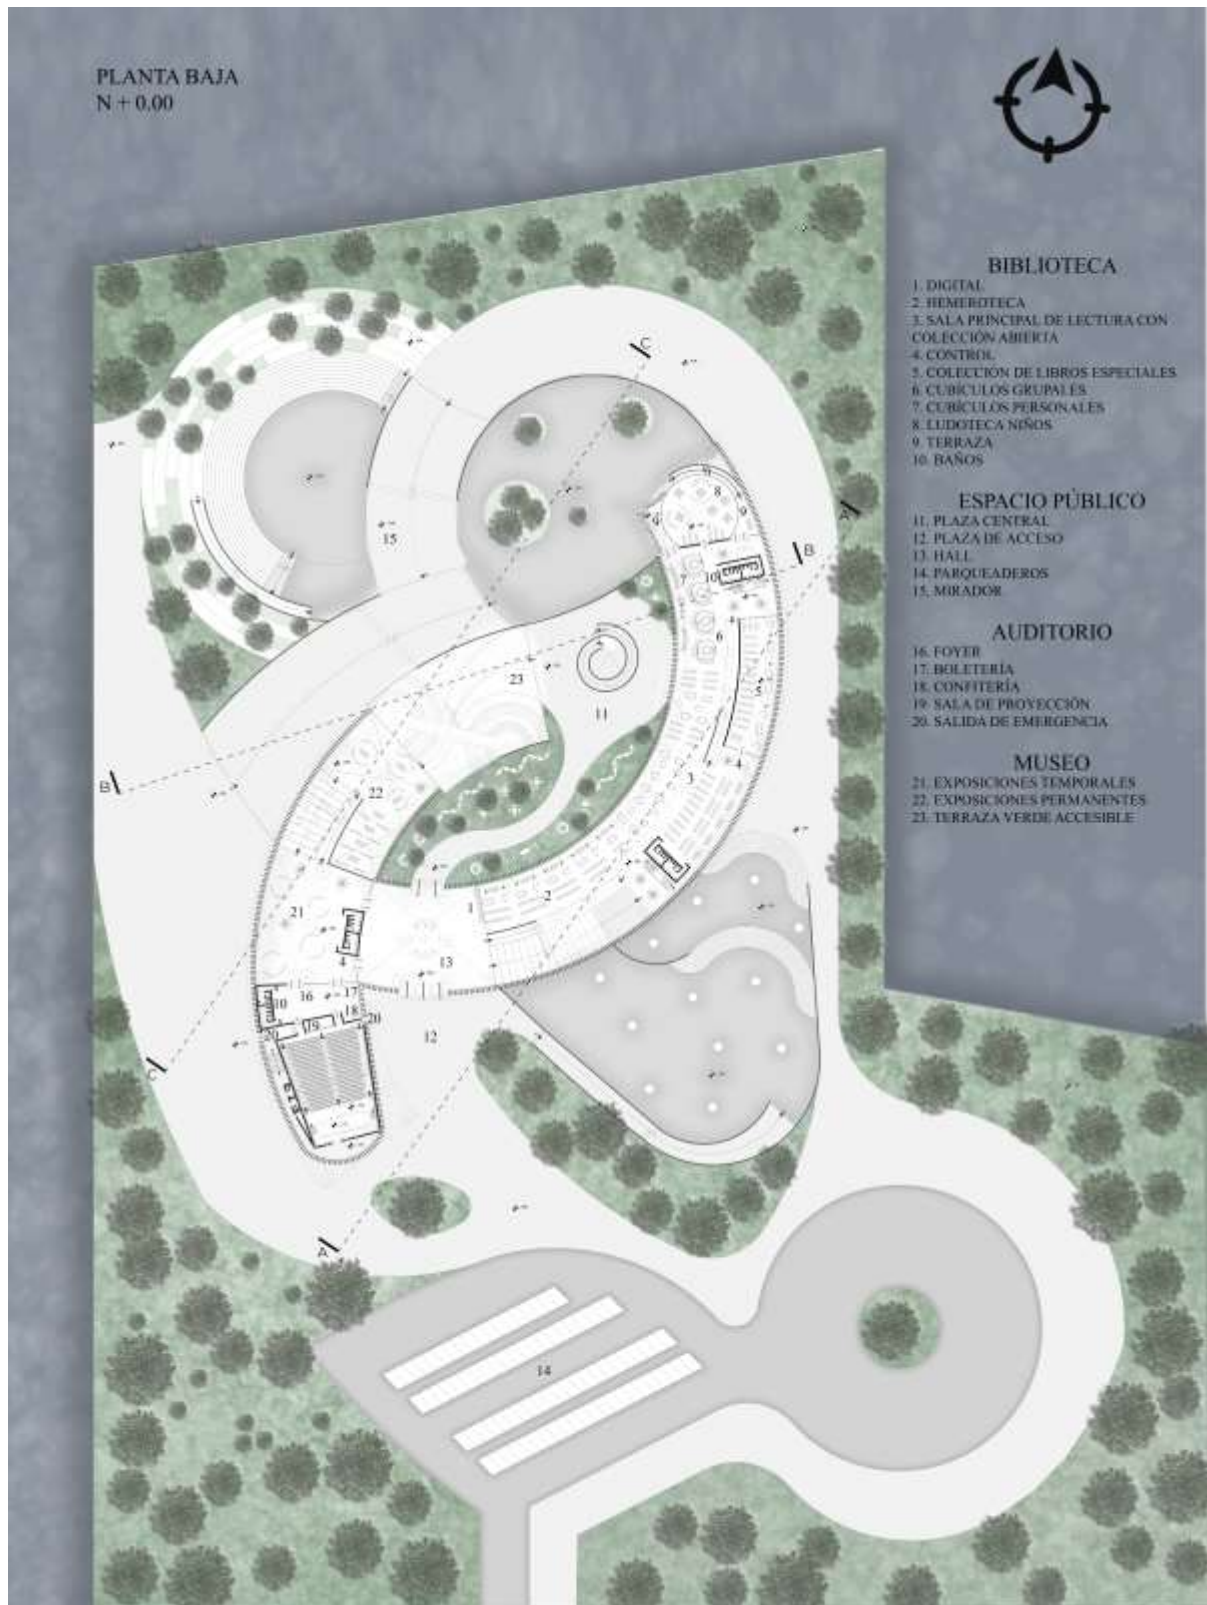 PLANTA BAJA
N + 0.00
BIBLIOTECA
1. DIGITAL
2. HEMEROTECA
3. SALA PRINCIPAL DE LECTURA CON
COLECCIÓN ABIERTA
4. CONTROL
5. COLECCIÓN DE LIBROS ESPECIALES
6. CUBÍCULOS GRUPALES
7. CUBÍCULOS PERSONALES
8. LUDOTECA NIÑOS
9. TERRAZA
10. BAÑOS
ESPACIO PÚBLICO
11. PLAZA CENTRAL
12. PLAZA DE ACCESO
13. HALL
14. PARQUEADEROS
15. MIRADOR
AUDITORIO
16. FOYER
17. BOLETERÍA
18. CONFITERÍA
19. SALA DE PROYECCIÓN
20. SALIDA DE EMERGENCIA
MUSEO
21. EXPOSICIONES TEMPORALES
22. EXPOSICIONES PERMANENTES
23. TERRAZA VERDE ACCESIBLE
C
8
9
9
A
15
B
7
10
4
6
23
5
11
3
4
B
22
2
1
21
4
13
16
17
10
18
19
20
20
12
C
A
14